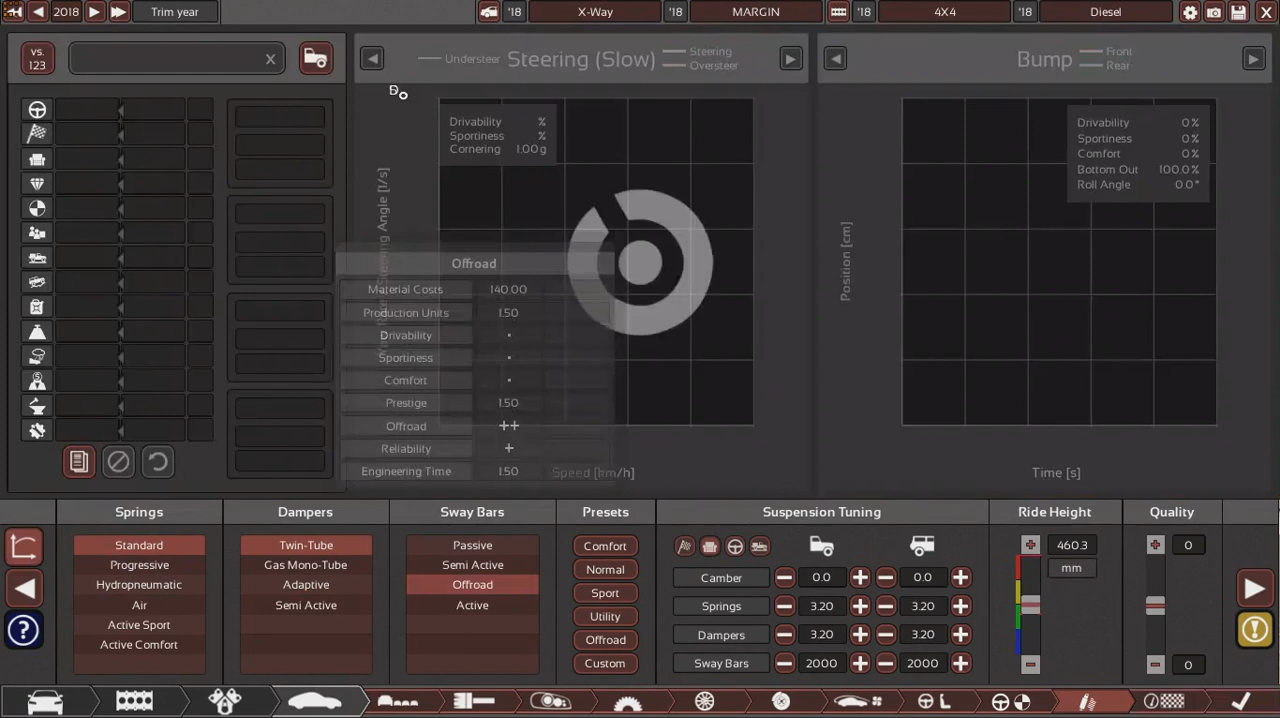 2018 Trim year '18 X-Way '18 MARGIN '18 4X4 '18 Diesel
vs. 123
x
Understeer Steering (Slow) Steering Oversteer
Drivability %
Sportiness %
Cornering 1.00 g
Speed [km/h]
Bump Front Rear
Drivability 0 %
Sportiness 0 %
Comfort 0 %
Bottom Out 100.0 %
Roll Angle 0.0 °
Position [cm]
Time [s]
Offroad
Material Costs 140.00
Production Units 1.50
Drivability
Sportiness
Comfort
Prestige 1.50
Offroad ++
Reliability +
Engineering Time 1.50
Springs
Standard
Progressive
Hydropneumatic
Air
Active Sport
Active Comfort
Dampers
Twin-Tube
Gas Mono-Tube
Adaptive
Semi Active
Sway Bars
Passive
Semi Active
Offroad
Active
Presets
Comfort
Normal
Sport
Utility
Offroad
Custom
Suspension Tuning
Camber 0.0 0.0
Springs 3.20 3.20
Dampers 3.20 3.20
Sway Bars 2000 2000
Ride Height
460.3
mm
Quality
0
0